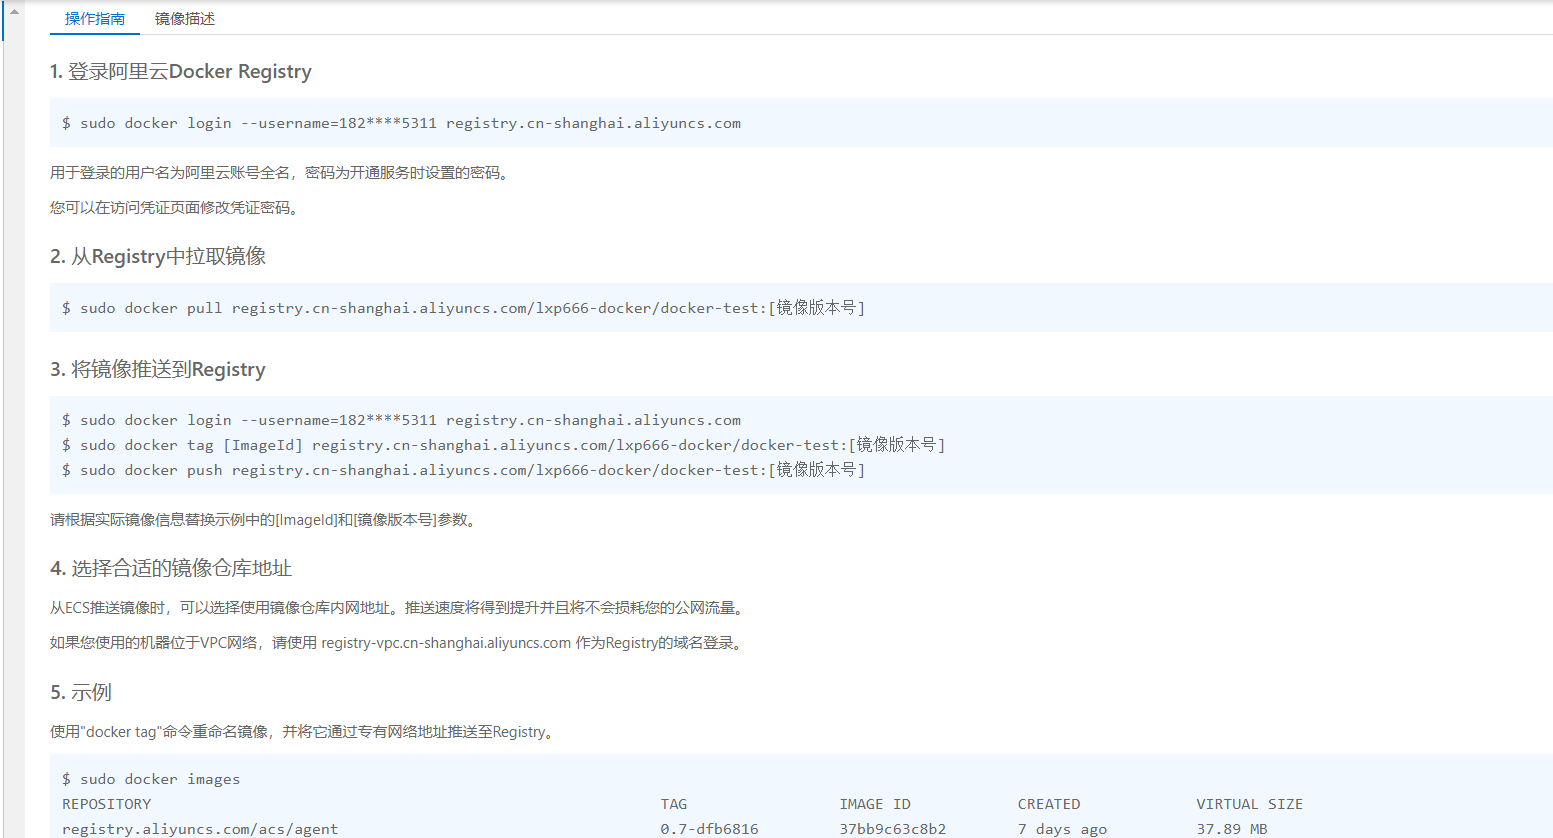 操作指南 镜像描述
1. 登录阿里云Docker Registry
$ sudo docker login --username=182****5311 registry.cn-shanghai.aliyuncs.com
用于登录的用户名为阿里云账号全名，密码为开通服务时设置的密码。
您可以在访问凭证页面修改凭证密码。
2. 从Registry中拉取镜像
$ sudo docker pull registry.cn-shanghai.aliyuncs.com/lxp666-docker/docker-test:[镜像版本号]
3. 将镜像推送到Registry
$ sudo docker login --username=182****5311 registry.cn-shanghai.aliyuncs.com
$ sudo docker tag [ImageId] registry.cn-shanghai.aliyuncs.com/lxp666-docker/docker-test:[镜像版本号]
$ sudo docker push registry.cn-shanghai.aliyuncs.com/lxp666-docker/docker-test:[镜像版本号]
请根据实际镜像信息替换示例中的[ImageId]和[镜像版本号]参数。
4. 选择合适的镜像仓库地址
从ECS推送镜像时，可以选择使用镜像仓库内网地址。推送速度将得到提升并且将不会损耗您的公网流量。
如果您使用的机器位于VPC网络，请使用 registry-vpc.cn-shanghai.aliyuncs.com 作为Registry的域名登录。
5. 示例
使用"docker tag"命令重命名镜像，并将它通过专有网络地址推送至Registry。
$ sudo docker images
REPOSITORY TAG IMAGE ID CREATED VIRTUAL SIZE
registry.aliyuncs.com/acs/agent 0.7-dfb6816 37bb9c63c8b2 7 days ago 37.89 MB